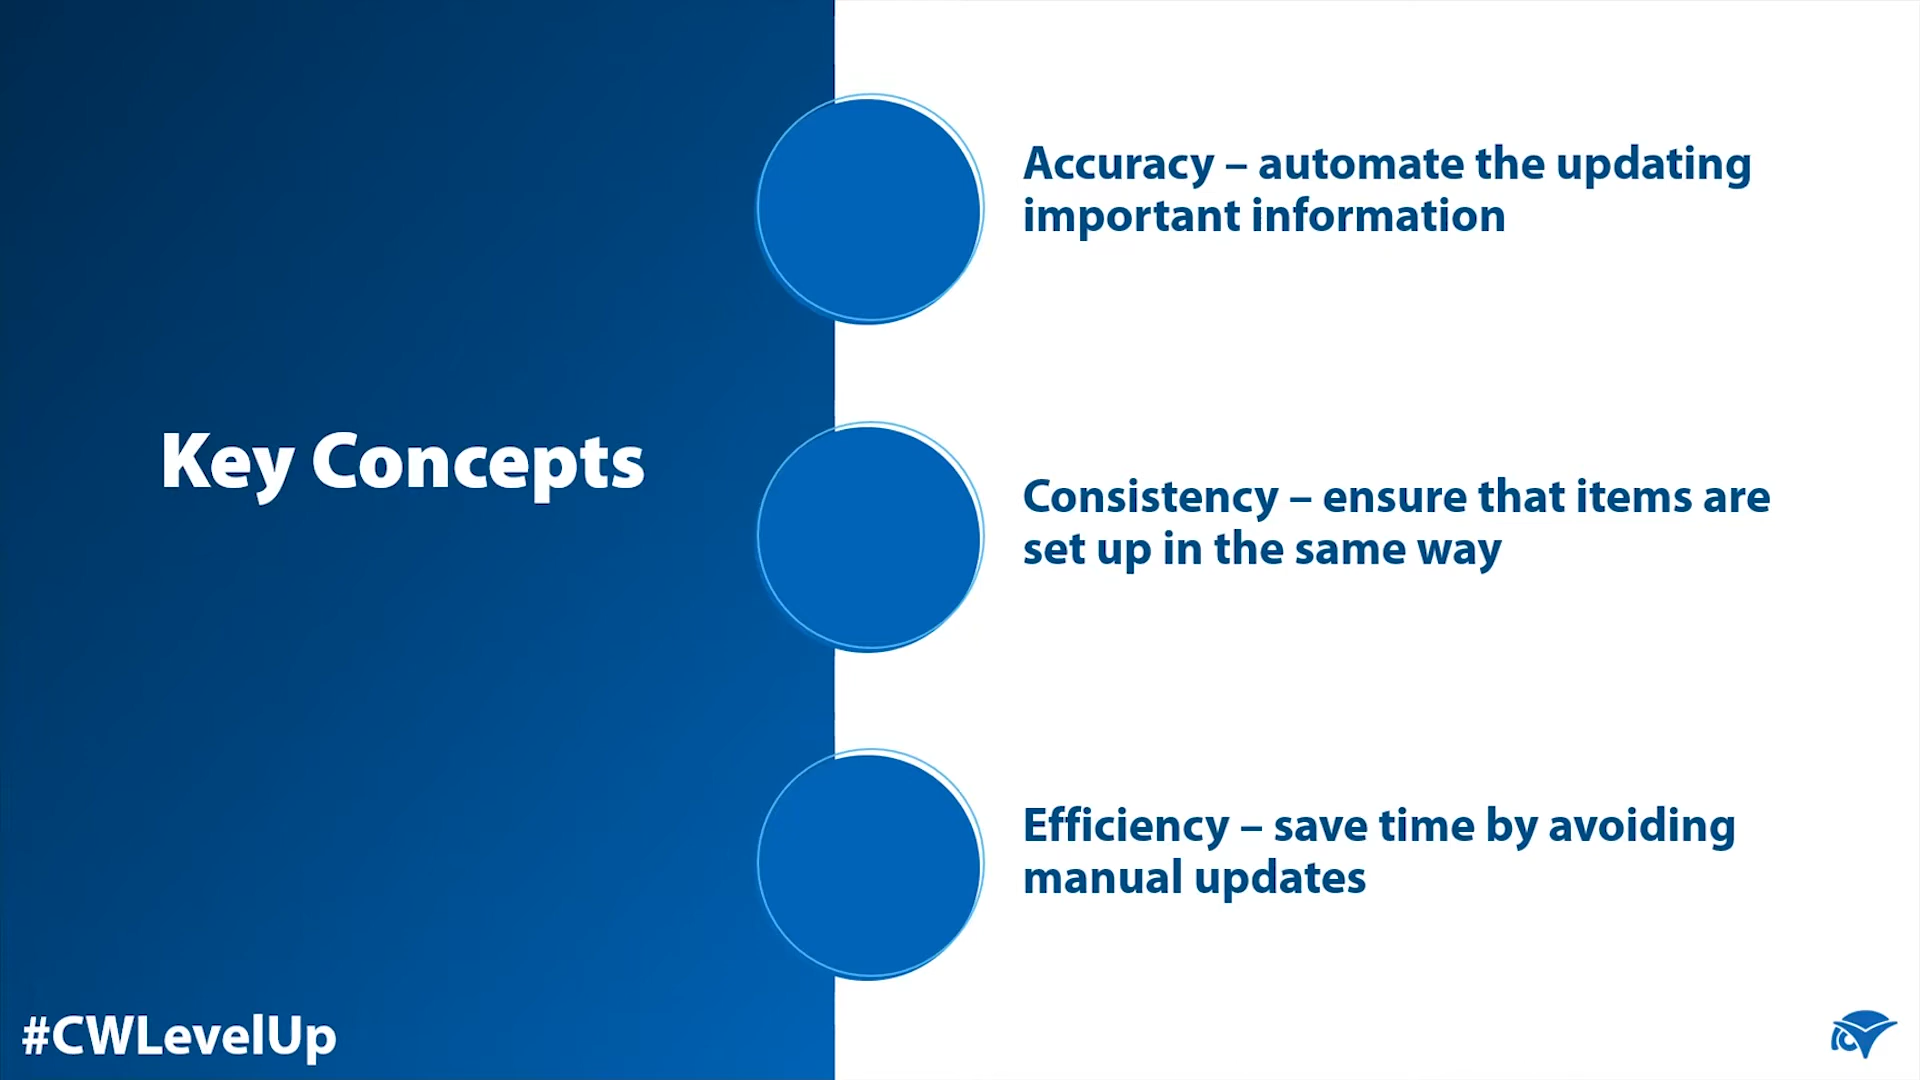 Key Concepts
Accuracy – automate the updating
important information
Consistency – ensure that items are
set up in the same way
Efficiency – save time by avoiding
manual updates
#CWLevelUp